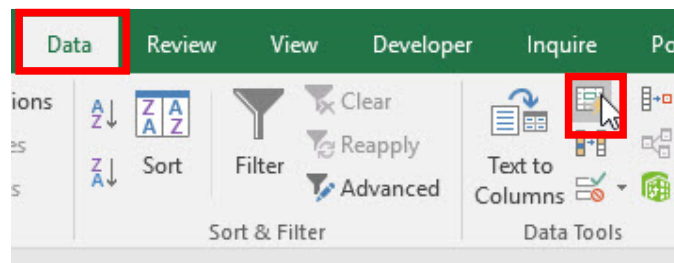 Data Review View Developer Inquire Po
ions
es
s
A
Z
Z
A
Z A
A Z
Sort
Filter
Clear
Reapply
Advanced
Text to
Columns
Sort & Filter
Data Tools